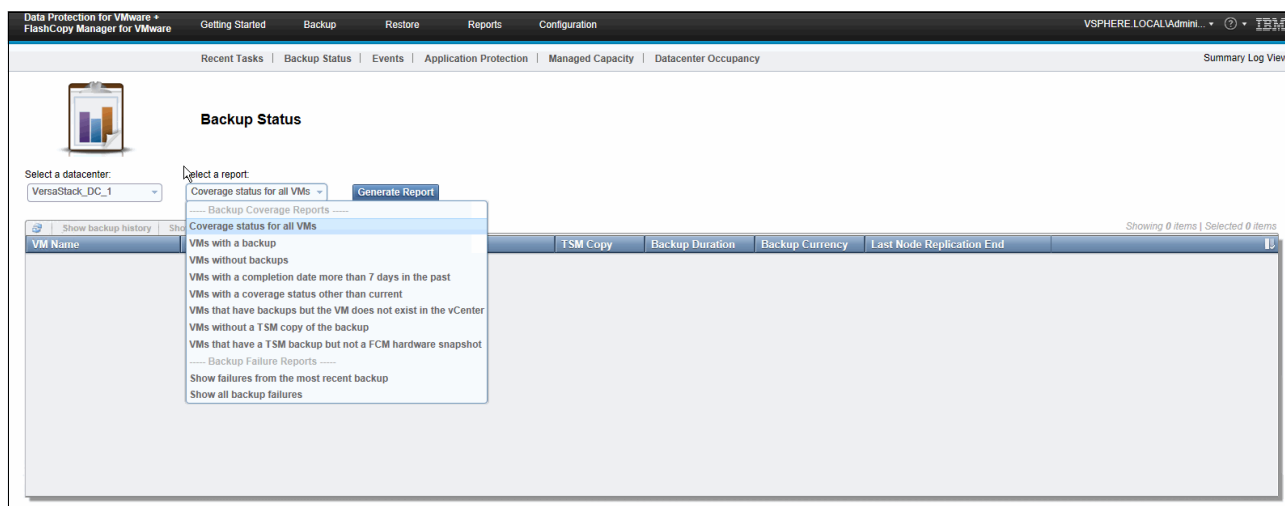 Data Protection for VMware +
FlashCopy Manager for VMware
Getting Started Backup Restore Reports Configuration
VSPHERE.LOCAL\Admini... IBM
Recent Tasks | Backup Status | Events | Application Protection | Managed Capacity | Datacenter Occupancy
Summary Log View
Backup Status
Select a datacenter: Select a report:
VersaStack_DC_1 Coverage status for all VMs Generate Report
----- Backup Coverage Reports -----
Show backup history | Sho
Coverage status for all VMs
Showing 0 items | Selected 0 items
VM Name TSM Copy Backup Duration Backup Currency Last Node Replication End
VMs with a backup
VMs without backups
VMs with a completion date more than 7 days in the past
VMs with a coverage status other than current
VMs that have backups but the VM does not exist in the vCenter
VMs without a TSM copy of the backup
VMs that have a TSM backup but not a FCM hardware snapshot
----- Backup Failure Reports -----
Show failures from the most recent backup
Show all backup failures